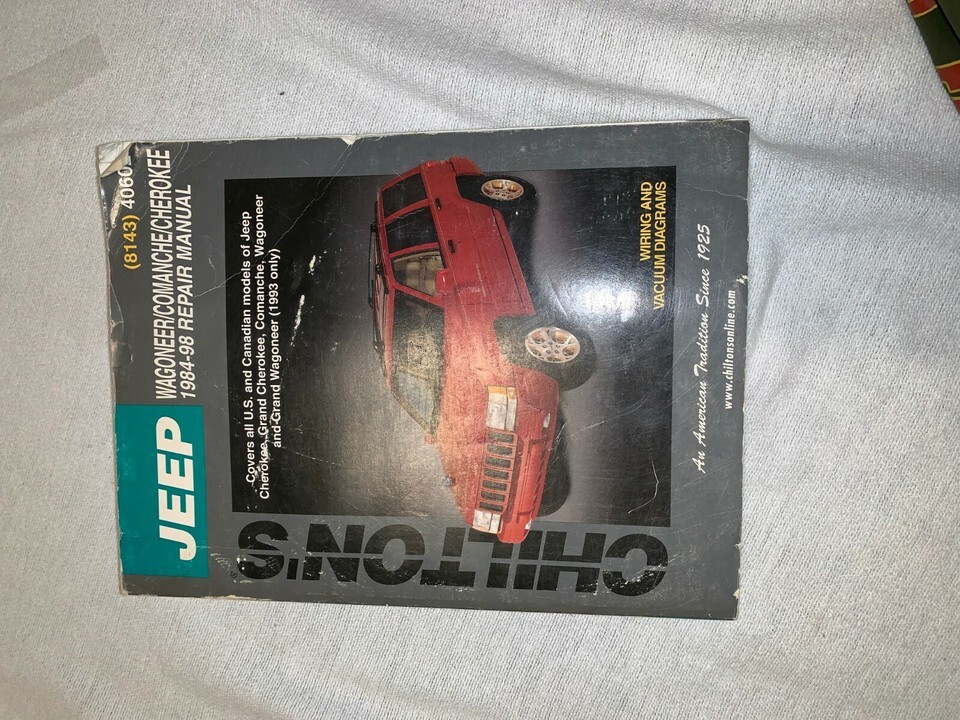 (8143) 4060
JEEP
WAGONEER/COMANCHE/CHEROKEE
1984-98 REPAIR MANUAL
Covers all U.S. and Canadian models of Jeep
Cherokee, Grand Cherokee, Comanche, Wagoneer
and Grand Wagoneer (1993 only)
CHILTON'S
WIRING AND
VACUUM DIAGRAMS
An American Tradition Since 1925
www.chiltonsonline.com